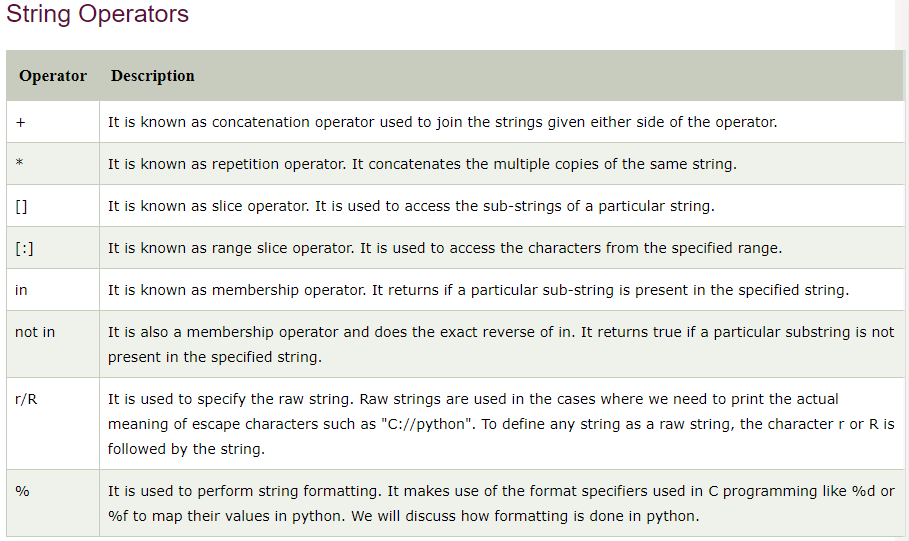 String Operators
Operator Description
+ It is known as concatenation operator used to join the strings given either side of the operator.
* It is known as repetition operator. It concatenates the multiple copies of the same string.
[] It is known as slice operator. It is used to access the sub-strings of a particular string.
[:] It is known as range slice operator. It is used to access the characters from the specified range.
in It is known as membership operator. It returns if a particular sub-string is present in the specified string.
not in It is also a membership operator and does the exact reverse of in. It returns true if a particular substring is not
present in the specified string.
r/R It is used to specify the raw string. Raw strings are used in the cases where we need to print the actual
meaning of escape characters such as "C://python". To define any string as a raw string, the character r or R is
followed by the string.
% It is used to perform string formatting. It makes use of the format specifiers used in C programming like %d or
%f to map their values in python. We will discuss how formatting is done in python.